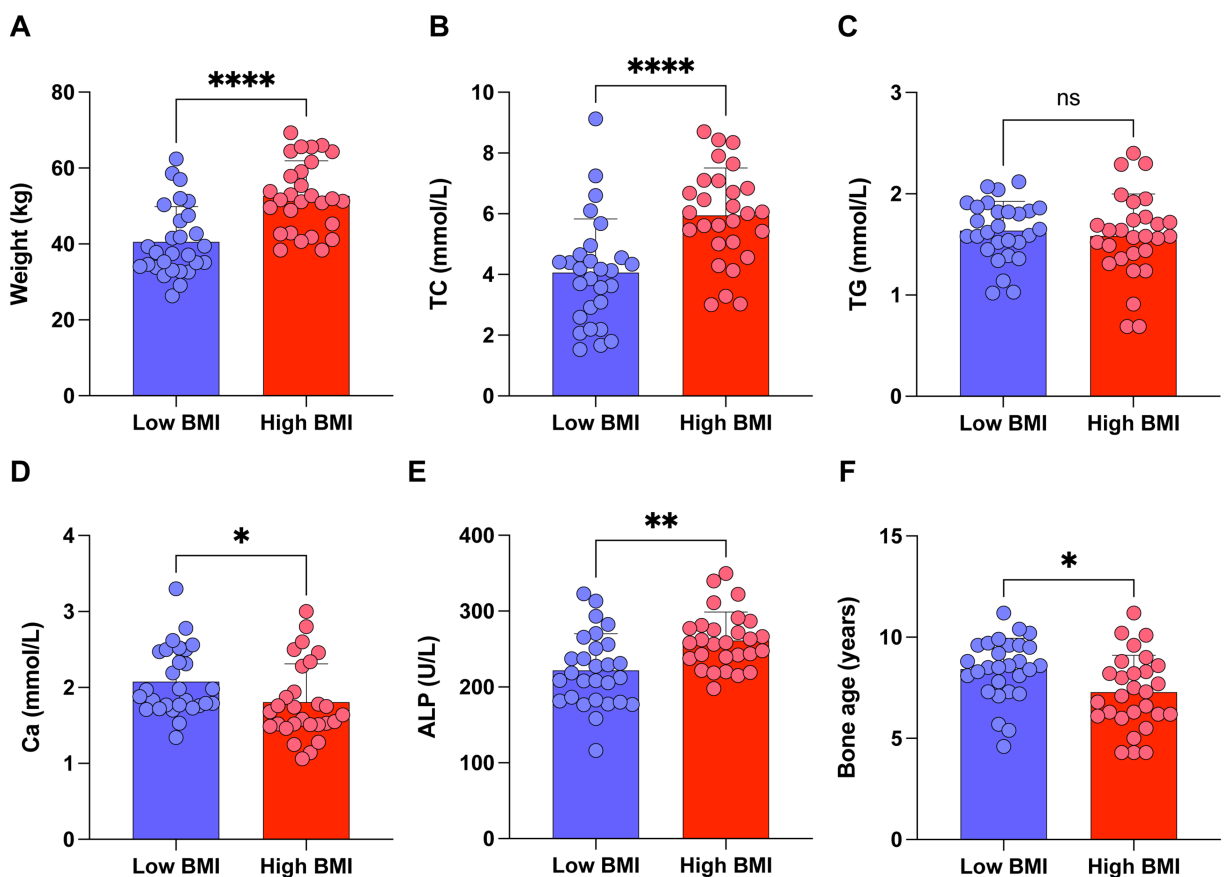 A
Weight (kg)
80
60
40
20
0
****
Low BMI High BMI
B
TC (mmol/L)
10
8
6
4
2
0
****
Low BMI High BMI
C
TG (mmol/L)
3
2
1
0
ns
Low BMI High BMI
D
Ca (mmol/L)
4
3
2
1
0
*
Low BMI High BMI
E
ALP (U/L)
400
300
200
100
0
**
Low BMI High BMI
F
Bone age (years)
15
10
5
0
*
Low BMI High BMI